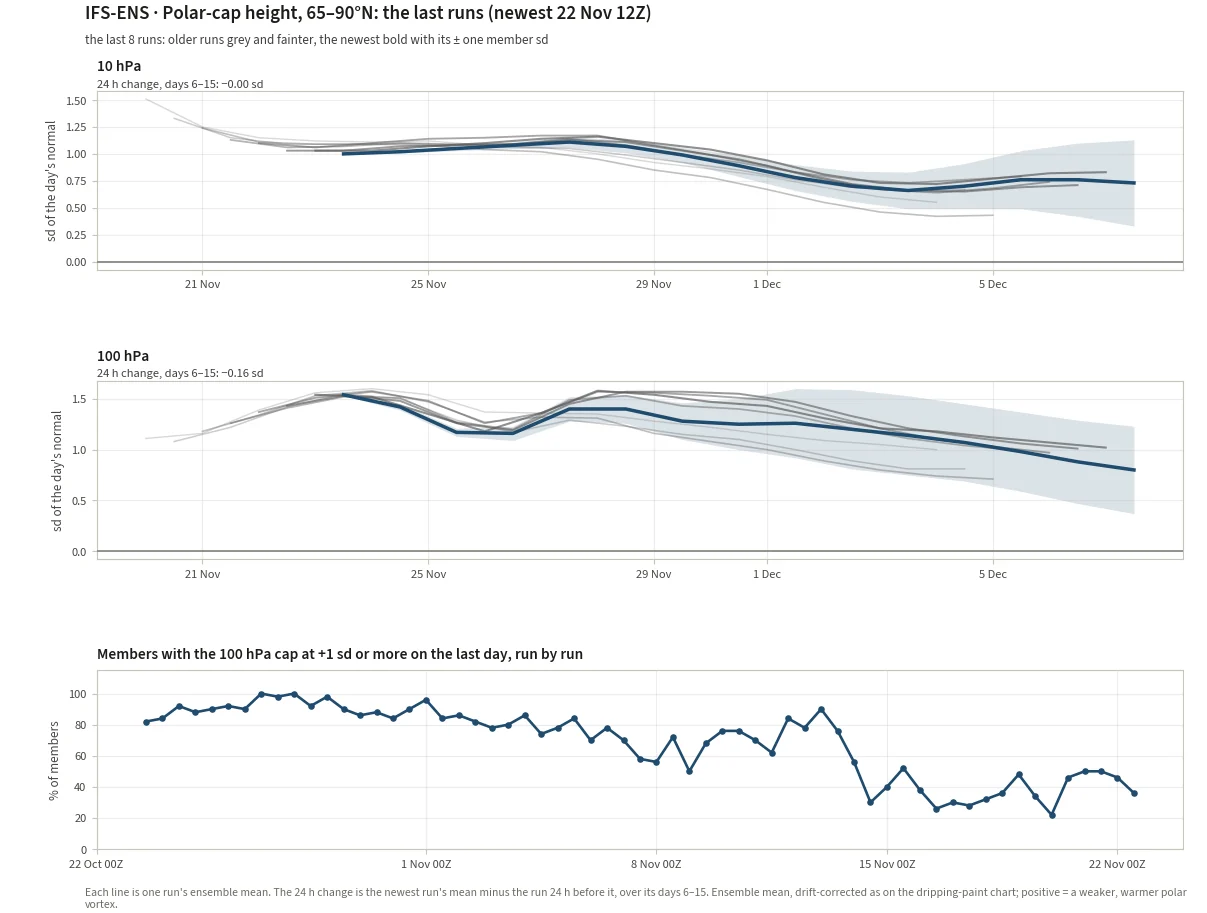 IFS-ENS · Polar-cap height, 65–90°N: the last runs (newest 22 Nov 12Z)
the last 8 runs: older runs grey and fainter, the newest bold with its ± one member sd
10 hPa
24 h change, days 6–15: −0.00 sd
sd of the day's normal
1.50
1.25
1.00
0.75
0.50
0.25
0.00
21 Nov
25 Nov
29 Nov
1 Dec
5 Dec
100 hPa
24 h change, days 6–15: −0.16 sd
sd of the day's normal
1.5
1.0
0.5
0.0
21 Nov
25 Nov
29 Nov
1 Dec
5 Dec
Members with the 100 hPa cap at +1 sd or more on the last day, run by run
% of members
100
80
60
40
20
0
22 Oct 00Z
1 Nov 00Z
8 Nov 00Z
15 Nov 00Z
22 Nov 00Z
Each line is one run's ensemble mean. The 24 h change is the newest run's mean minus the run 24 h before it, over its days 6–15. Ensemble mean, drift-corrected as on the dripping-paint chart; positive = a weaker, warmer polar
vortex.